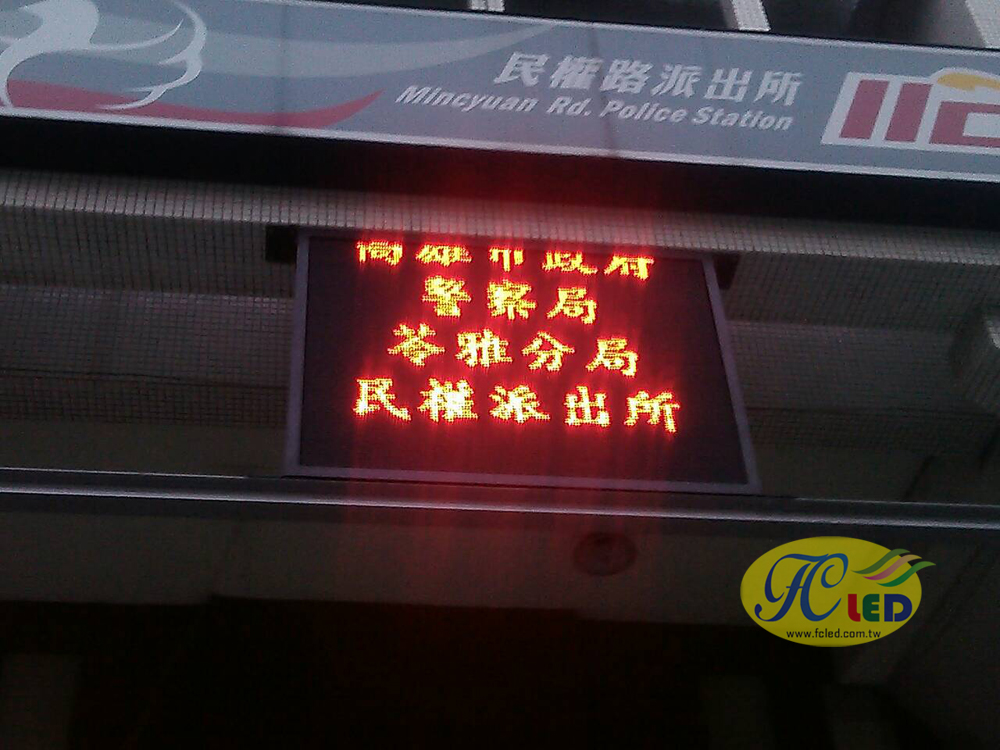 民權路派出所
Mincyuan Rd. Police Station
高雄市政府
警察局
苓雅分局
民權派出所
FC LED
www.fcled.com.tw